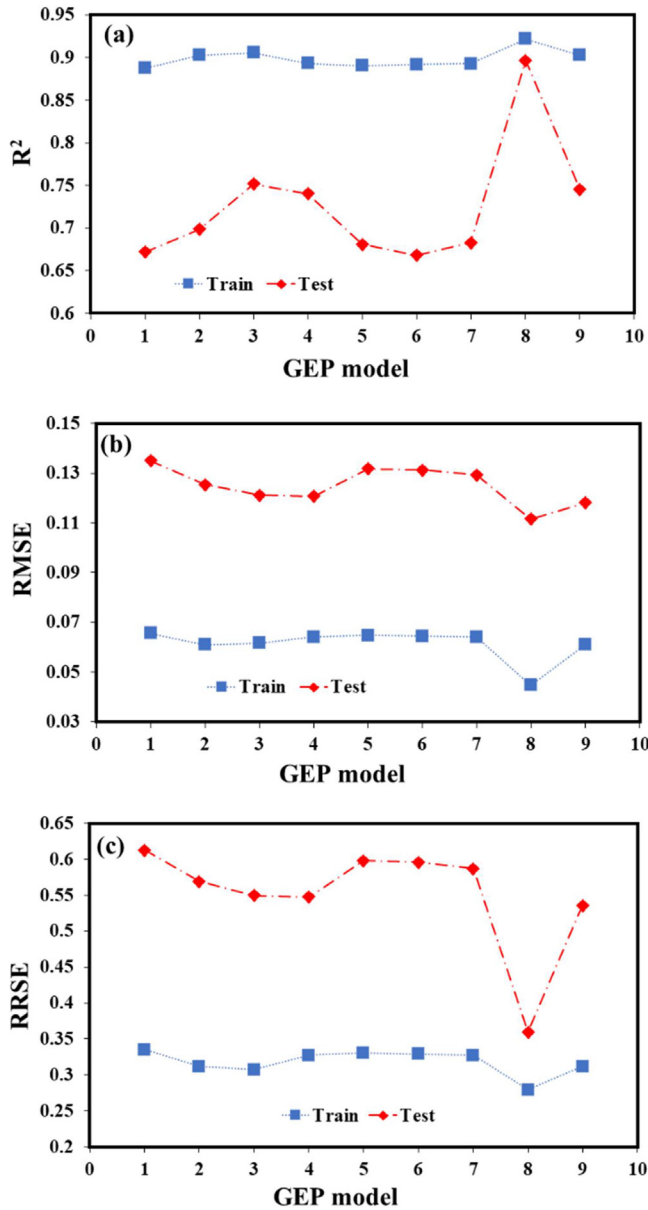 (a)
0.95
0.9
0.85
0.8
0.75
0.7
0.65
0.6
R²
Train Test
0 1 2 3 4 5 6 7 8 9 10
GEP model
(b)
0.15
0.13
0.11
0.09
0.07
0.05
0.03
RMSE
Train Test
0 1 2 3 4 5 6 7 8 9 10
GEP model
(c)
0.65
0.6
0.55
0.5
0.45
0.4
0.35
0.3
0.25
0.2
RRSE
Train Test
0 1 2 3 4 5 6 7 8 9 10
GEP model